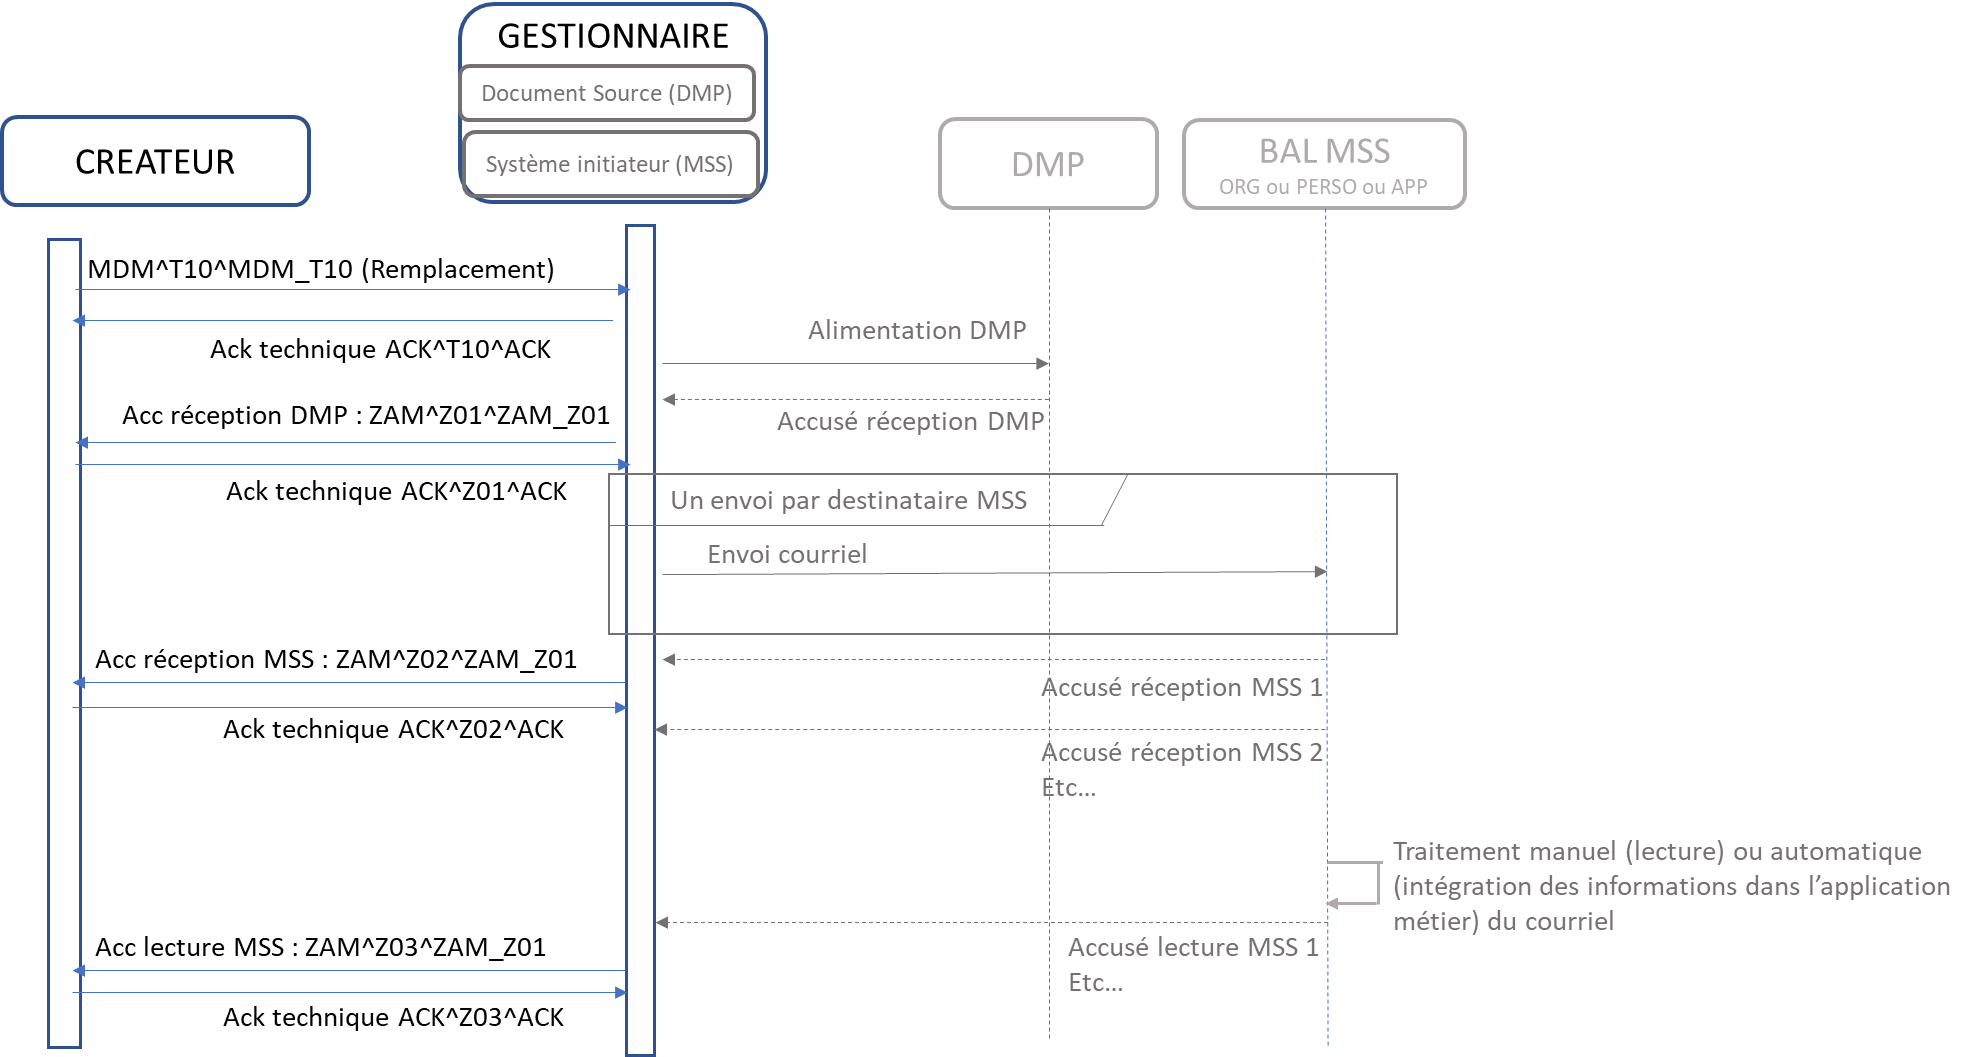 GESTIONNAIRE
Document Source (DMP)
Système initiateur (MSS)
CREATEUR
DMP
BAL MSS
ORG ou PERSO ou APP
MDM^T10^MDM_T10 (Remplacement)
Ack technique ACK^T10^ACK
Alimentation DMP
Acc réception DMP : ZAM^Z01^ZAM_Z01
Accusé réception DMP
Ack technique ACK^Z01^ACK
Un envoi par destinataire MSS
Envoi courriel
Acc réception MSS : ZAM^Z02^ZAM_Z01
Accusé réception MSS 1
Ack technique ACK^Z02^ACK
Accusé réception MSS 2
Etc...
Traitement manuel (lecture) ou automatique
(intégration des informations dans l’application
métier) du courriel
Acc lecture MSS : ZAM^Z03^ZAM_Z01
Accusé lecture MSS 1
Etc...
Ack technique ACK^Z03^ACK